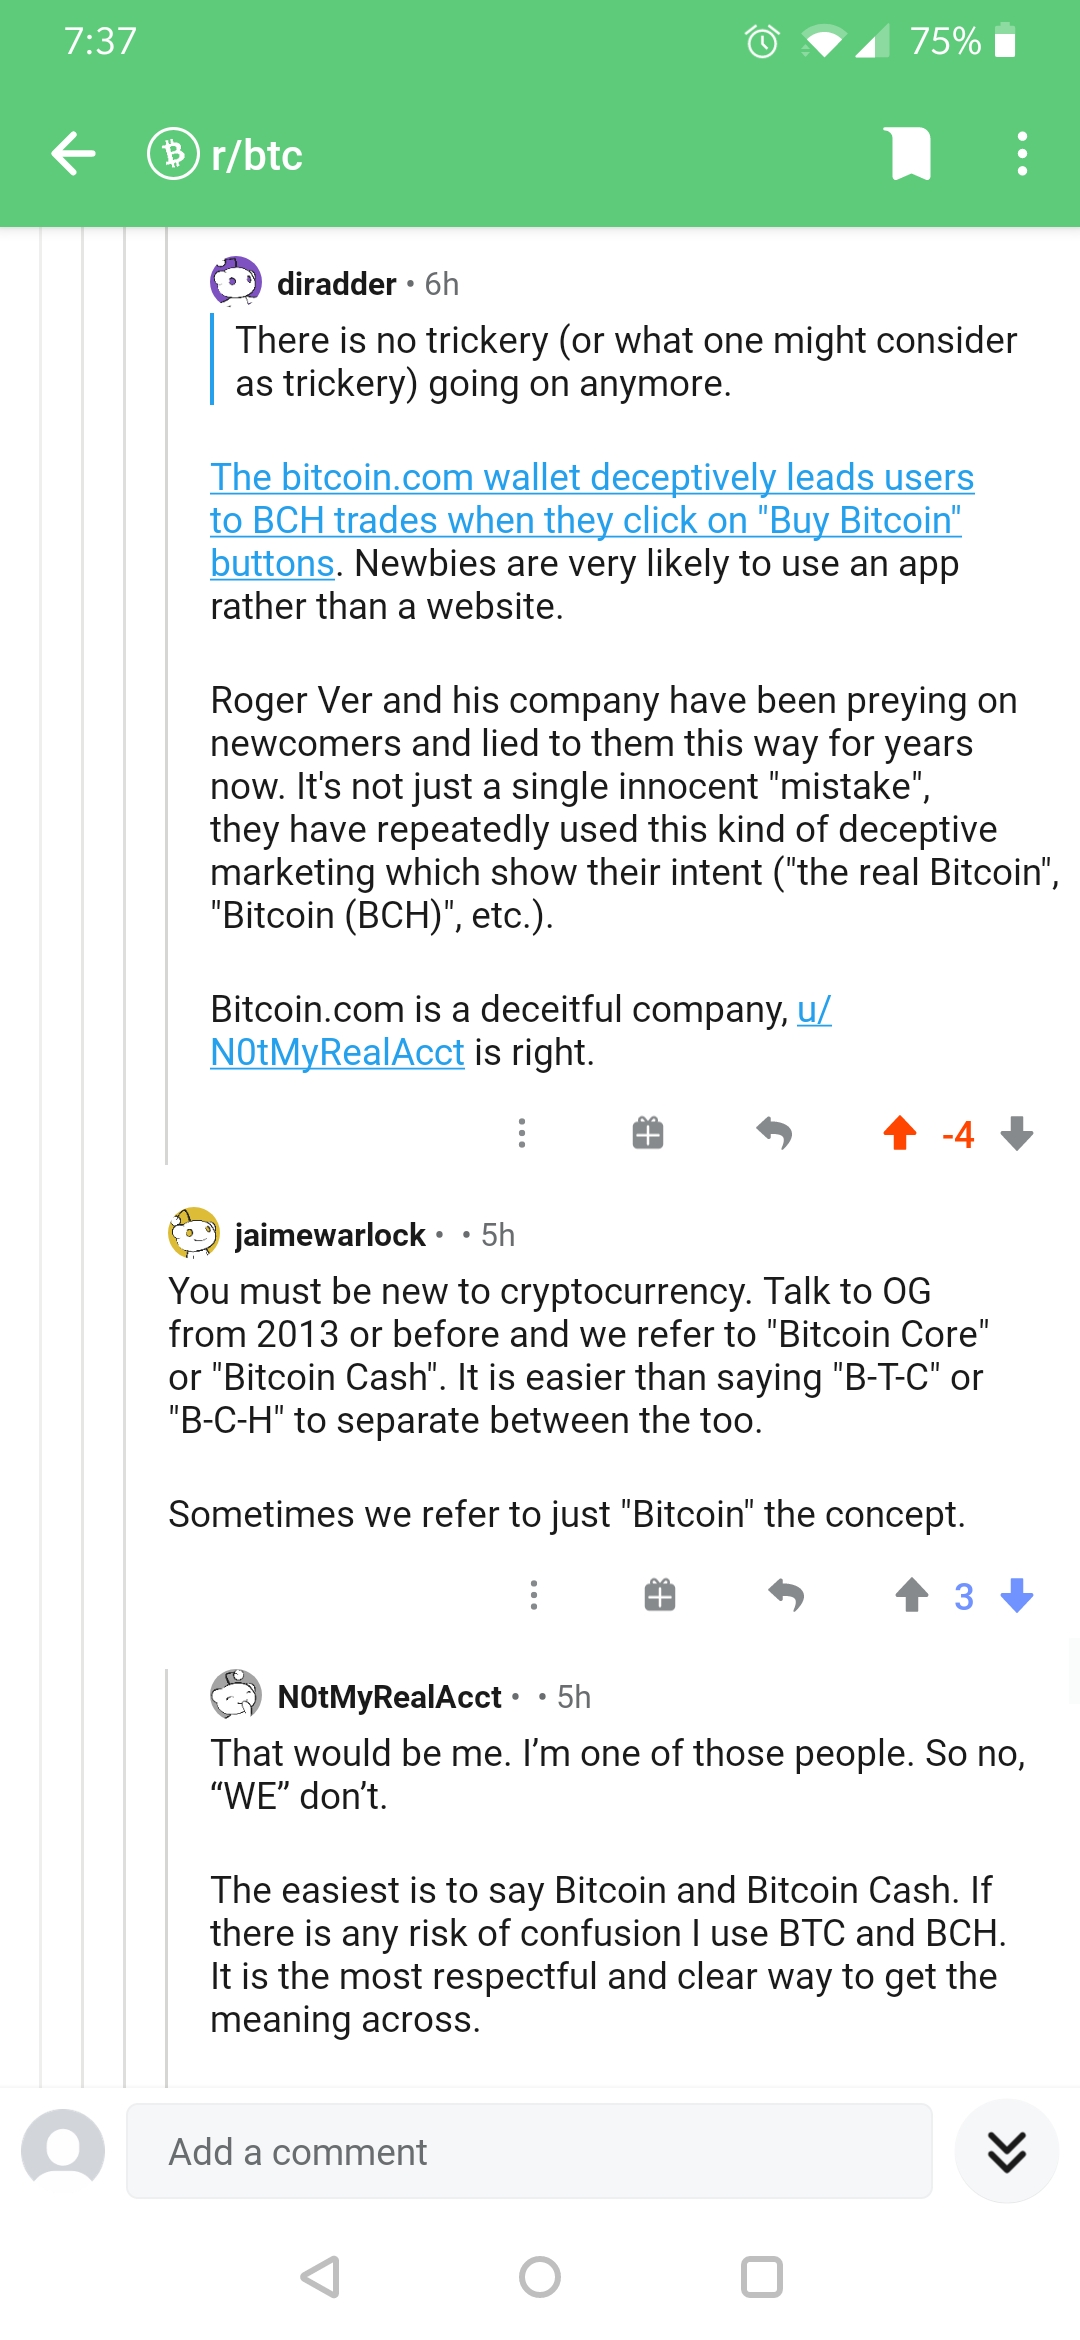 7:37
75%
r/btc
diradder • 6h
There is no trickery (or what one might consider
as trickery) going on anymore.
The bitcoin.com wallet deceptively leads users
to BCH trades when they click on "Buy Bitcoin"
buttons. Newbies are very likely to use an app
rather than a website.
Roger Ver and his company have been preying on
newcomers and lied to them this way for years
now. It's not just a single innocent "mistake",
they have repeatedly used this kind of deceptive
marketing which show their intent ("the real Bitcoin",
"Bitcoin (BCH)", etc.).
Bitcoin.com is a deceitful company, u/
N0tMyRealAcct is right.
-4
jaimewarlock • • 5h
You must be new to cryptocurrency. Talk to OG
from 2013 or before and we refer to "Bitcoin Core"
or "Bitcoin Cash". It is easier than saying "B-T-C" or
"B-C-H" to separate between the too.
Sometimes we refer to just "Bitcoin" the concept.
3
N0tMyRealAcct • • 5h
That would be me. I’m one of those people. So no,
“WE” don’t.
The easiest is to say Bitcoin and Bitcoin Cash. If
there is any risk of confusion I use BTC and BCH.
It is the most respectful and clear way to get the
meaning across.
Add a comment